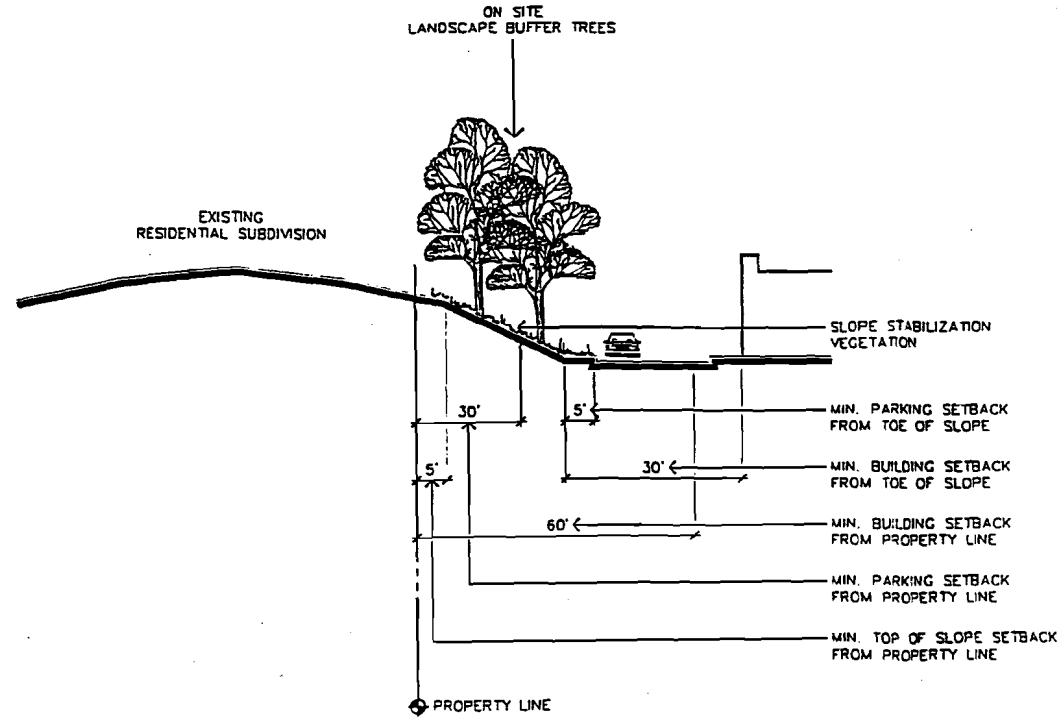 ON SITE
LANDSCAPE BUFFER TREES
EXISTING
RESIDENTIAL SUBDIVISION
SLOPE STABILIZATION
VEGETATION
30'
5'
MIN. PARKING SETBACK
FROM TOE OF SLOPE
5'
30'
MIN. BUILDING SETBACK
FROM TOE OF SLOPE
60'
MIN. BUILDING SETBACK
FROM PROPERTY LINE
MIN. PARKING SETBACK
FROM PROPERTY LINE
MIN. TOP OF SLOPE SETBACK
FROM PROPERTY LINE
PROPERTY LINE